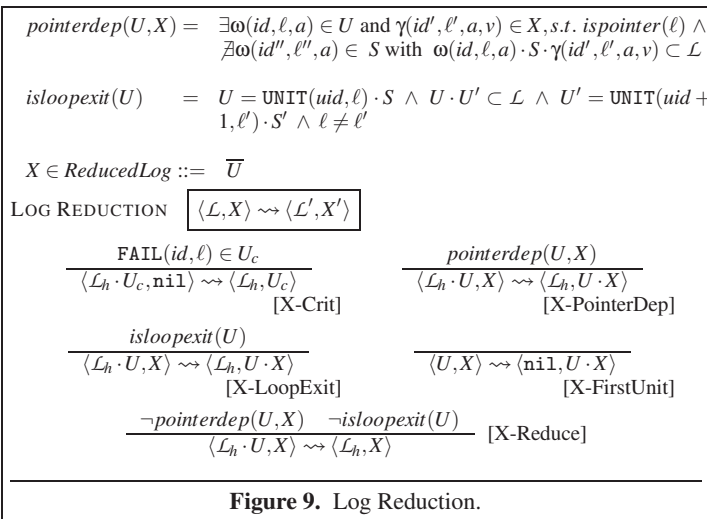 pointerdep(U,X) = ∃ω(id,ℓ,a) ∈ U and γ(id′,ℓ′,a,v) ∈ X, s.t. ispointer(ℓ) ∧
∄ω(id″,ℓ″,a) ∈ S with ω(id,ℓ,a)·S·γ(id′,ℓ′,a,v) ⊂ ℒ
isloopexit(U) = U = UNIT(uid,ℓ)·S ∧ U·U′ ⊂ ℒ ∧ U′ = UNIT(uid+
1,ℓ′)·S′ ∧ ℓ ≠ ℓ′
X ∈ ReducedLog ::= U̅
LOG REDUCTION ⟨ℒ,X⟩ ⇝ ⟨ℒ′,X′⟩
FAIL(id,ℓ) ∈ U_c
⟨ℒ_h·U_c,nil⟩ ⇝ ⟨ℒ_h,U_c⟩
[X-Crit]
pointerdep(U,X)
⟨ℒ_h·U,X⟩ ⇝ ⟨ℒ_h,U·X⟩
[X-PointerDep]
isloopexit(U)
⟨ℒ_h·U,X⟩ ⇝ ⟨ℒ_h,U·X⟩
[X-LoopExit]
⟨U,X⟩ ⇝ ⟨nil,U·X⟩
[X-FirstUnit]
¬pointerdep(U,X) ¬isloopexit(U)
⟨ℒ_h·U,X⟩ ⇝ ⟨ℒ_h,X⟩ [X-Reduce]
Figure 9. Log Reduction.